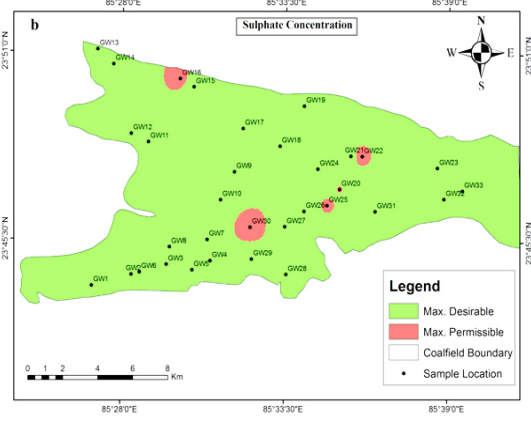 85°28'0"E 85°33'30"E 85°39'0"E
b
Sulphate Concentration
N
W E
S
23°51'0"N 23°51'0"N
GW13
GW14
GW16
GW15
GW19
GW12
GW11
GW17
GW18
GW21 GW22
GW24
GW23
GW9
GW20
GW33
GW10
GW25
GW32
GW26
GW31
GW30
GW27
GW7
GW8
23°45'30"N 23°45'30"N
GW4
GW29
GW3
GW5
GW6
GW28
GW1
Legend
Max. Desirable
Max. Permissible
Coalfield Boundary
Sample Location
0 1 2 4 6 8
Km
85°28'0"E 85°33'30"E 85°39'0"E